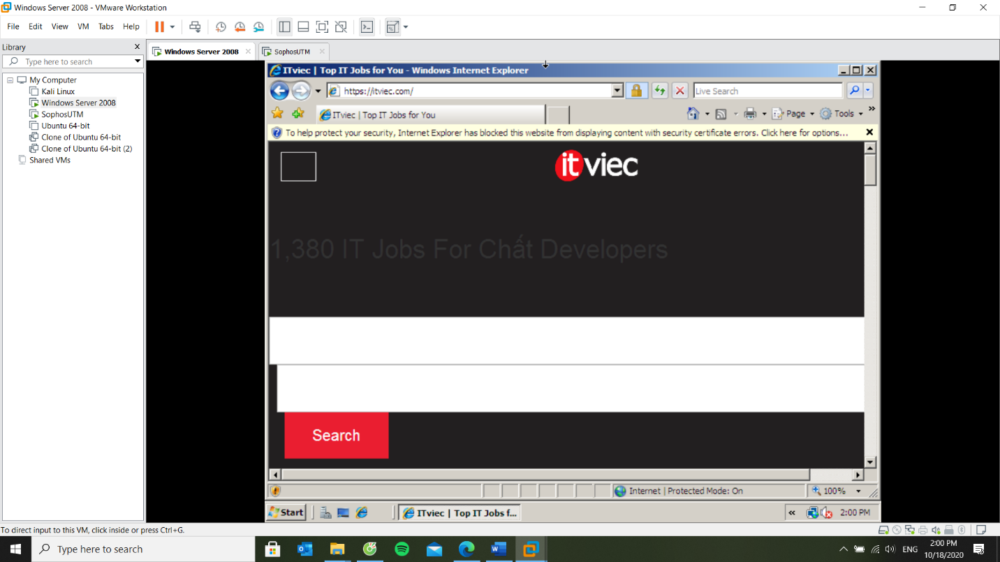 Windows Server 2008 - VMware Workstation
File Edit View VM Tabs Help
Library
Type here to search
Windows Server 2008
SophosUTM
My Computer
Kali Linux
Windows Server 2008
SophosUTM
Ubuntu 64-bit
Clone of Ubuntu 64-bit
Clone of Ubuntu 64-bit (2)
Shared VMs
ITviec | Top IT Jobs for You - Windows Internet Explorer
https://itviec.com/
Live Search
ITviec | Top IT Jobs for You
Page
Tools
To help protect your security, Internet Explorer has blocked this website from displaying content with security certificate errors. Click here for options...
it viec
1,380 IT Jobs For Chất Developers
Search
Internet | Protected Mode: On
100%
Start
ITviec | Top IT Jobs f...
2:00 PM
To direct input to this VM, click inside or press Ctrl+G.
Type here to search
ENG
2:00 PM
10/18/2020